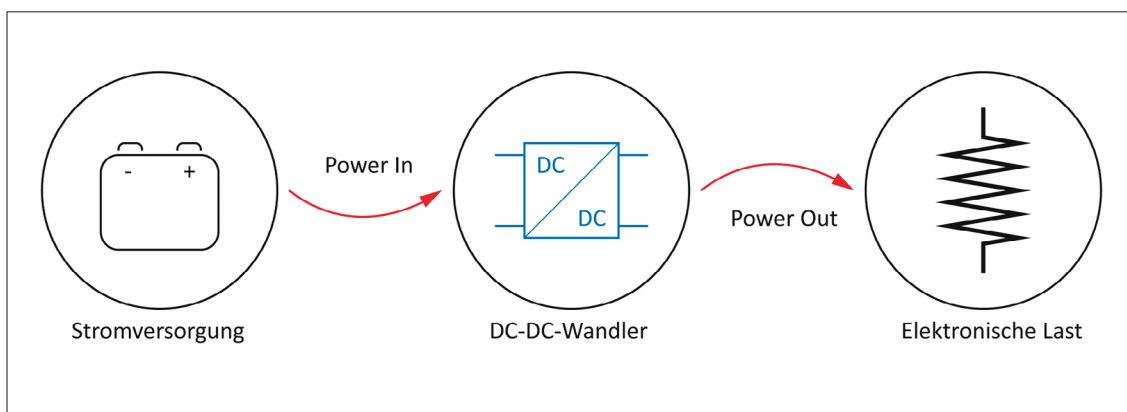 - +
Power In
DC
DC
Power Out
Stromversorgung
DC-DC-Wandler
Elektronische Last